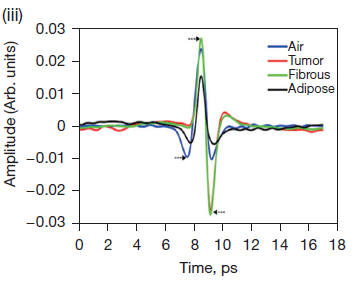 (iii)
Amplitude (Arb. units)
0.03
0.02
0.01
0
−0.01
−0.02
−0.03
Air
Tumor
Fibrous
Adipose
0 2 4 6 8 10 12 14 16 18
Time, ps